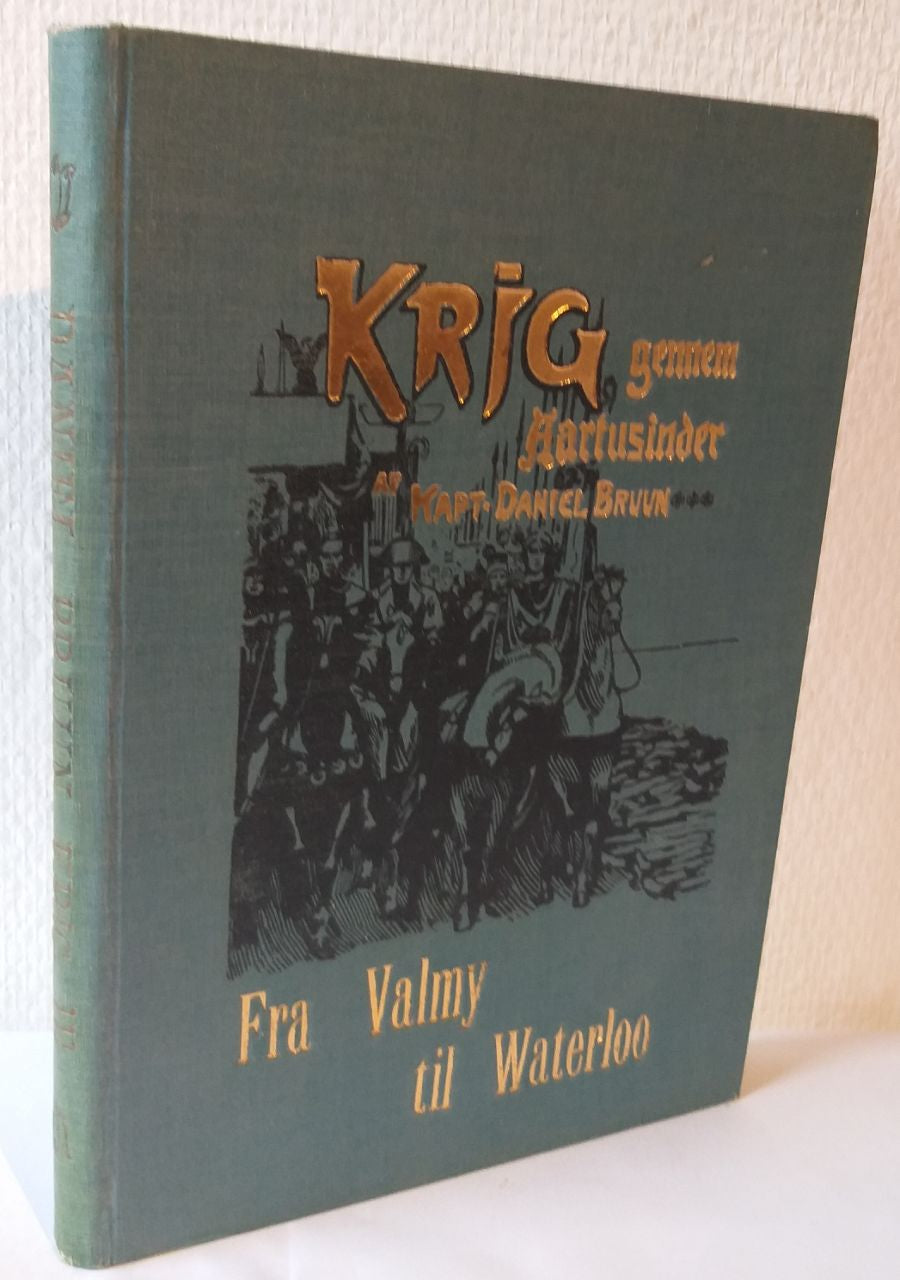 KRIG gennem
Aartusinder
AF
KAPT. DANIEL BRUUN
Fra Valmy
til Waterloo